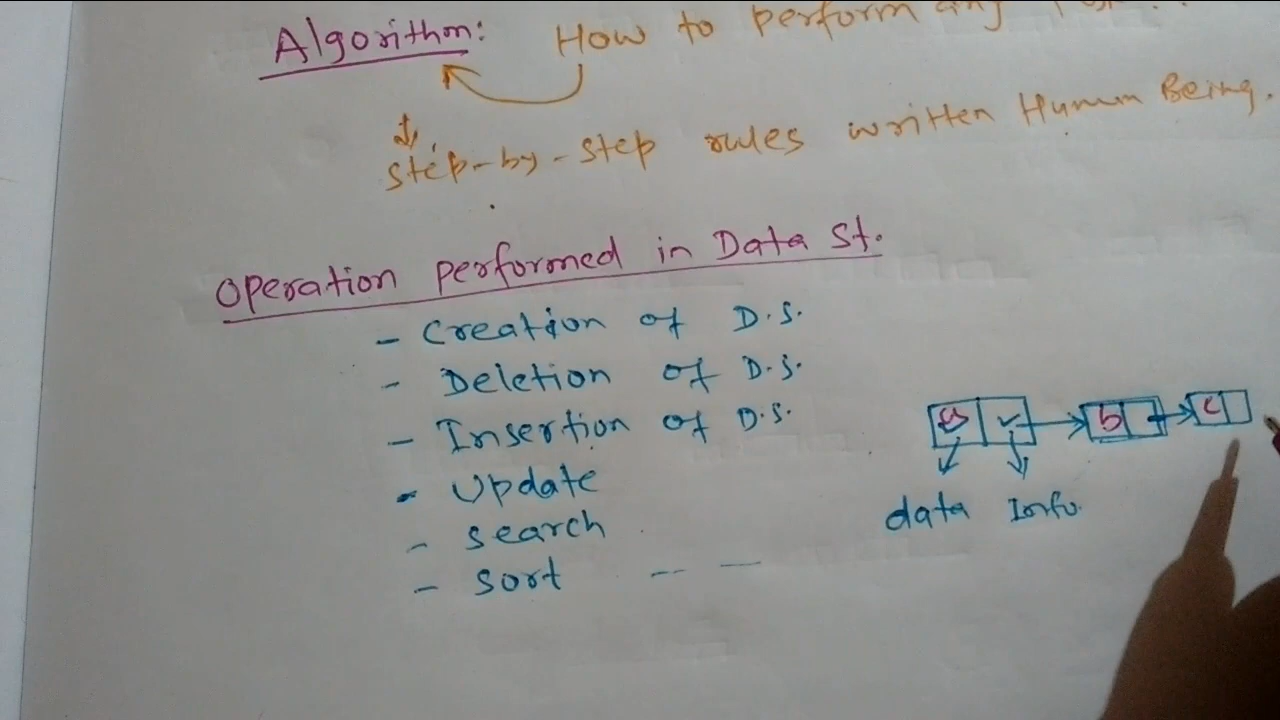 Algorithm: How to perform any
step-by-step rules written Human Being.
Operation performed in Data St.
- Creation of D.S.
- Deletion of D.S.
- Insertion of D.S.
- Update
- search
- sort -- --
b c
data Info.